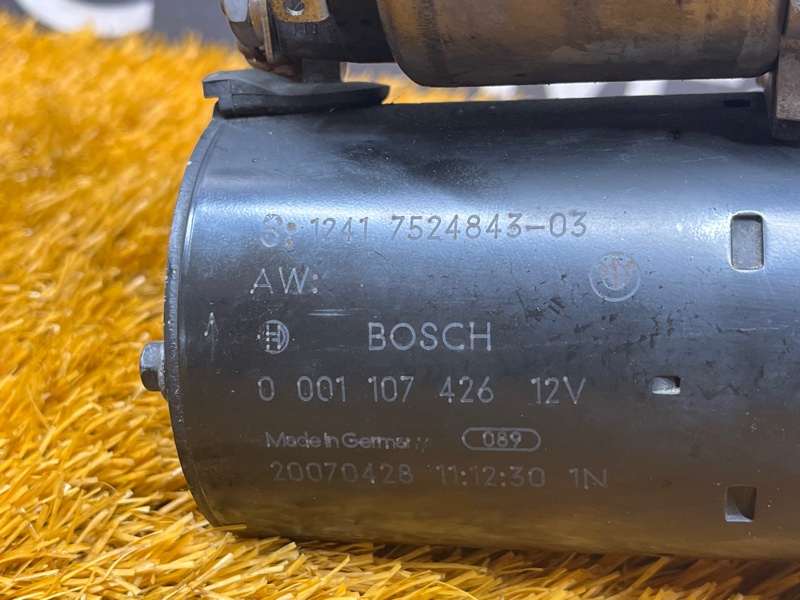 S: 1241 7524843-03
AW:
BOSCH
0 001 107 426 12V
Made in Germany 089
20070428 11:12:30 1N